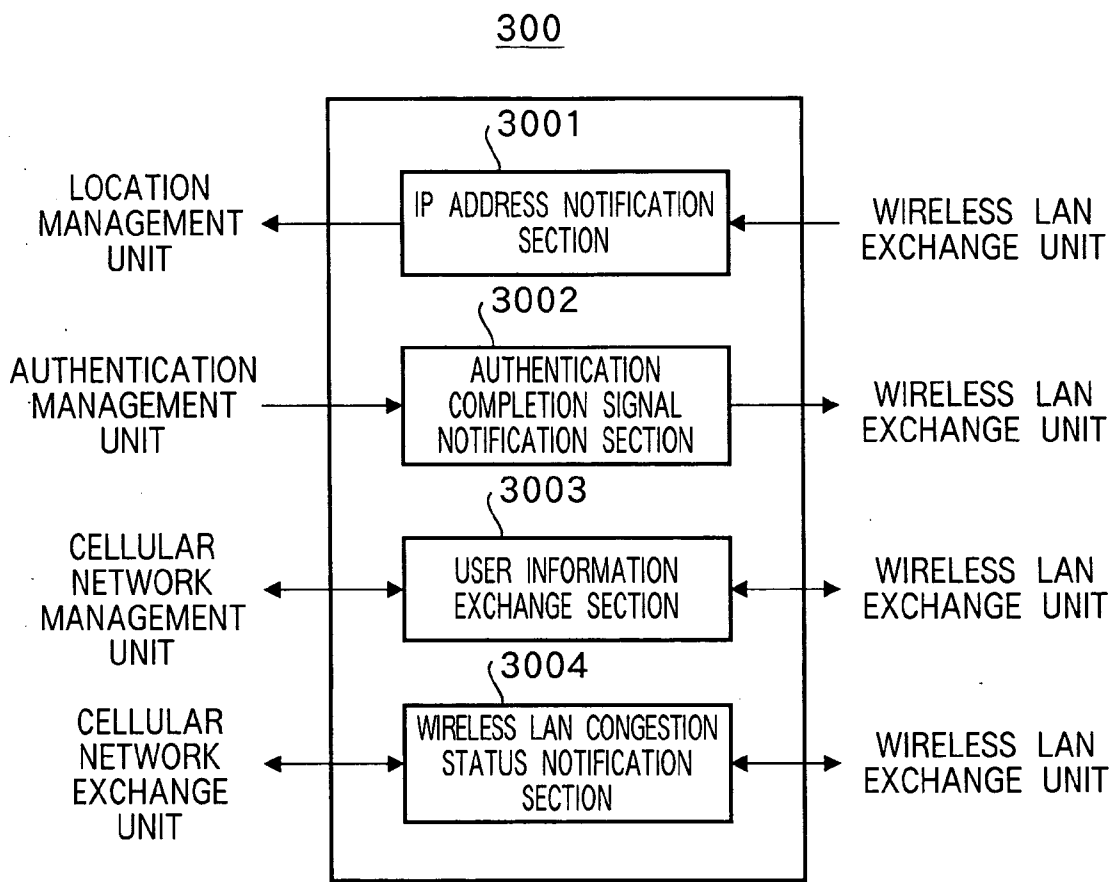 300
3001
LOCATION
MANAGEMENT
UNIT
IP ADDRESS NOTIFICATION
SECTION
WIRELESS LAN
EXCHANGE UNIT
3002
AUTHENTICATION
MANAGEMENT
UNIT
AUTHENTICATION
COMPLETION SIGNAL
NOTIFICATION SECTION
WIRELESS LAN
EXCHANGE UNIT
3003
CELLULAR
NETWORK
MANAGEMENT
UNIT
USER INFORMATION
EXCHANGE SECTION
WIRELESS LAN
EXCHANGE UNIT
3004
CELLULAR
NETWORK
EXCHANGE
UNIT
WIRELESS LAN CONGESTION
STATUS NOTIFICATION
SECTION
WIRELESS LAN
EXCHANGE UNIT